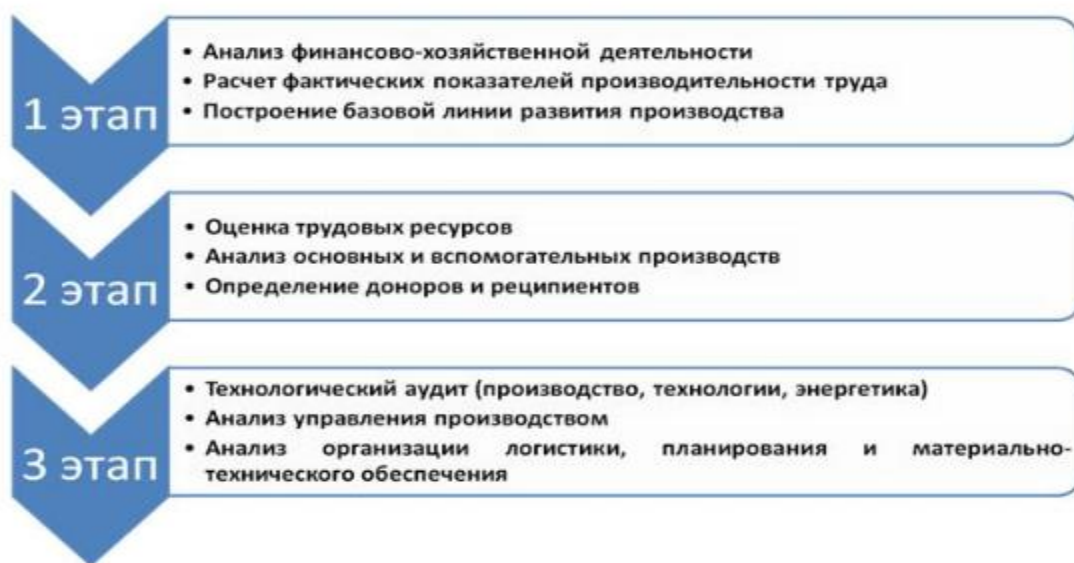 1 этап
• Анализ финансово-хозяйственной деятельности
• Расчет фактических показателей производительности труда
• Построение базовой линии развития производства
2 этап
• Оценка трудовых ресурсов
• Анализ основных и вспомогательных производств
• Определение доноров и реципиентов
3 этап
• Технологический аудит (производство, технологии, энергетика)
• Анализ управления производством
• Анализ организации логистики, планирования и материально-
технического обеспечения